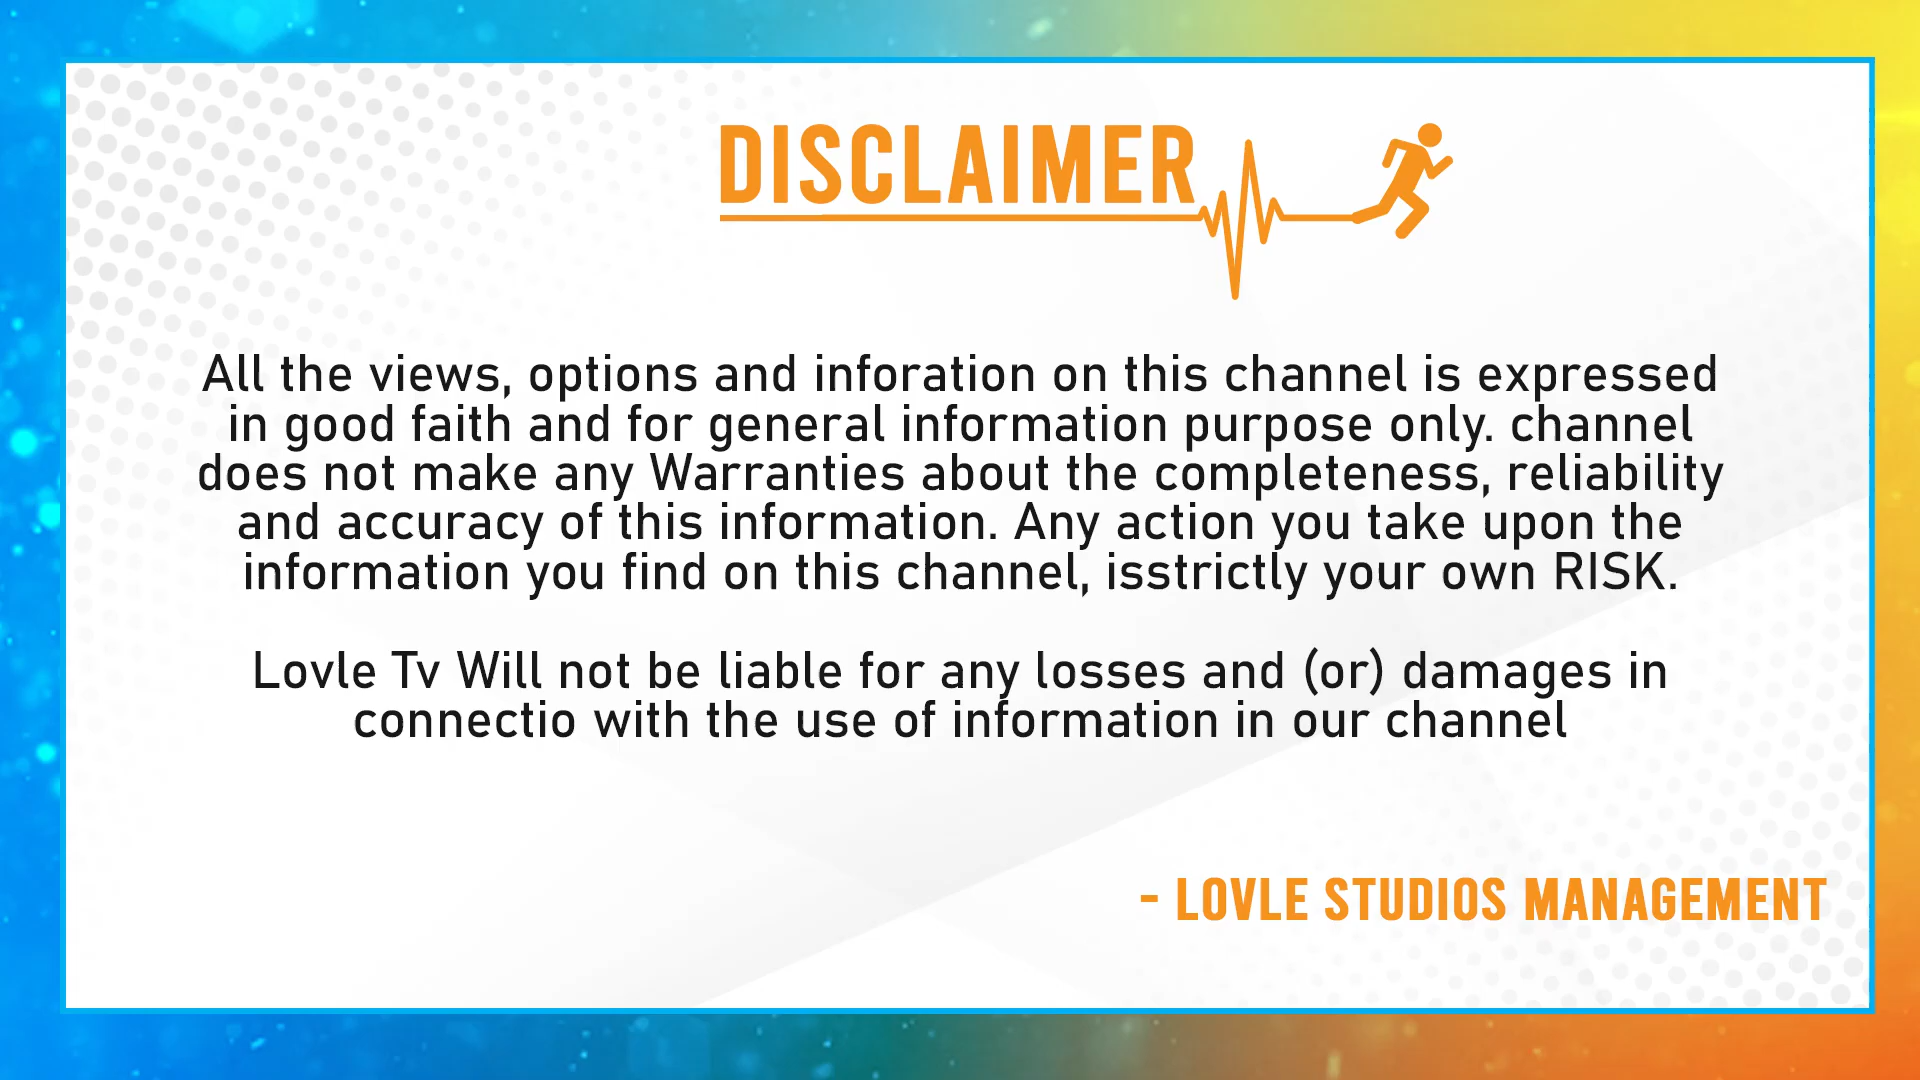 DISCLAIMER
All the views, options and inforation on this channel is expressed
in good faith and for general information purpose only. channel
does not make any Warranties about the completeness, reliability
and accuracy of this information. Any action you take upon the
information you find on this channel, isstrictly your own RISK.
Lovle Tv Will not be liable for any losses and (or) damages in
connectio with the use of information in our channel
- LOVLE STUDIOS MANAGEMENT